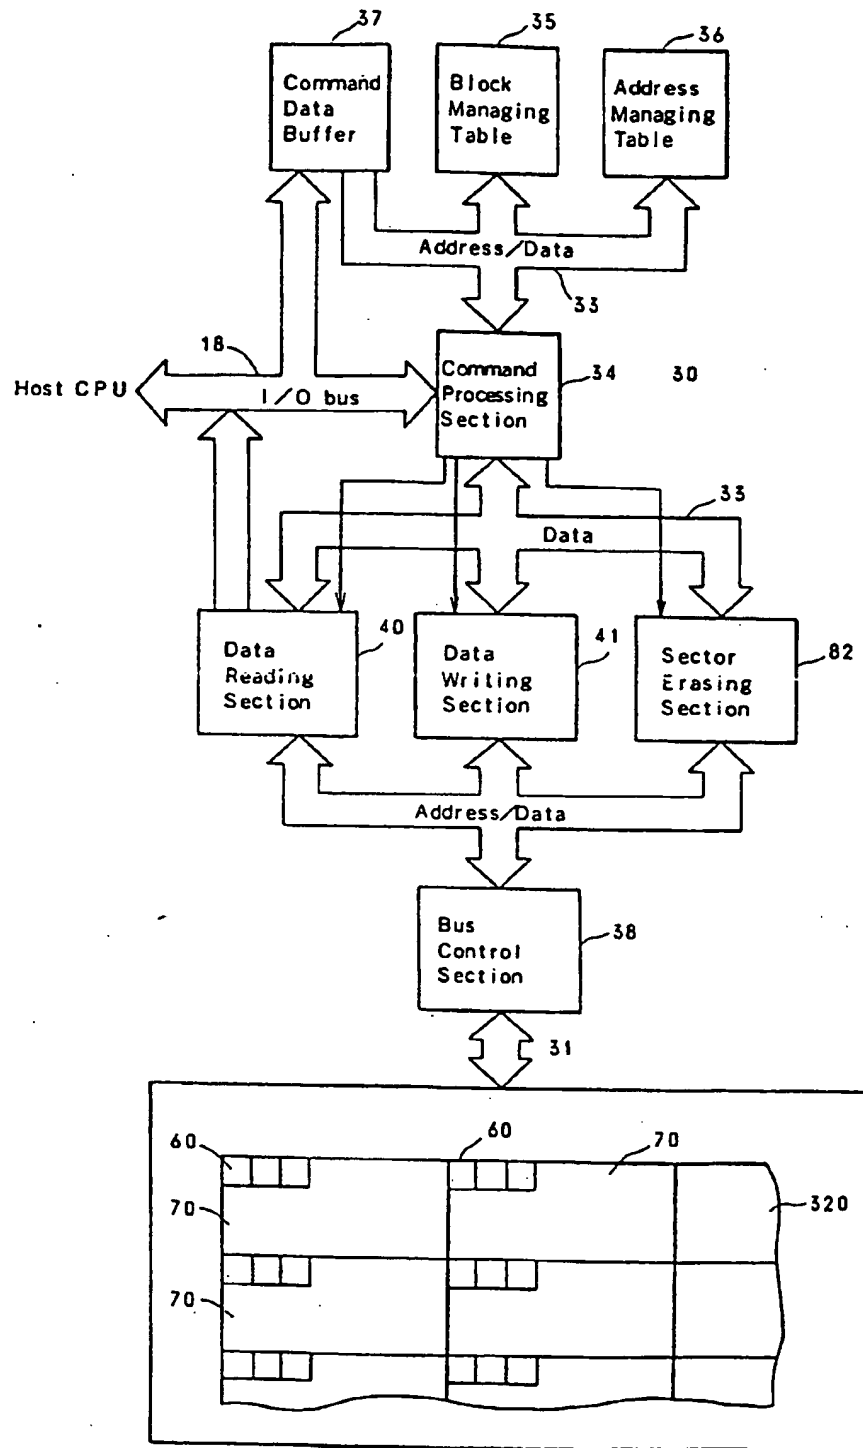 37
35
36
Command
Data
Buffer
Block
Managing
Table
Address
Managing
Table
Address/Data
33
18
Host CPU
I/O bus
Command
Processing
Section
34
30
33
Data
40
41
82
Data
Reading
Section
Data
Writing
Section
Sector
Erasing
Section
Address/Data
Bus
Control
Section
38
31
60
60
70
70
320
70